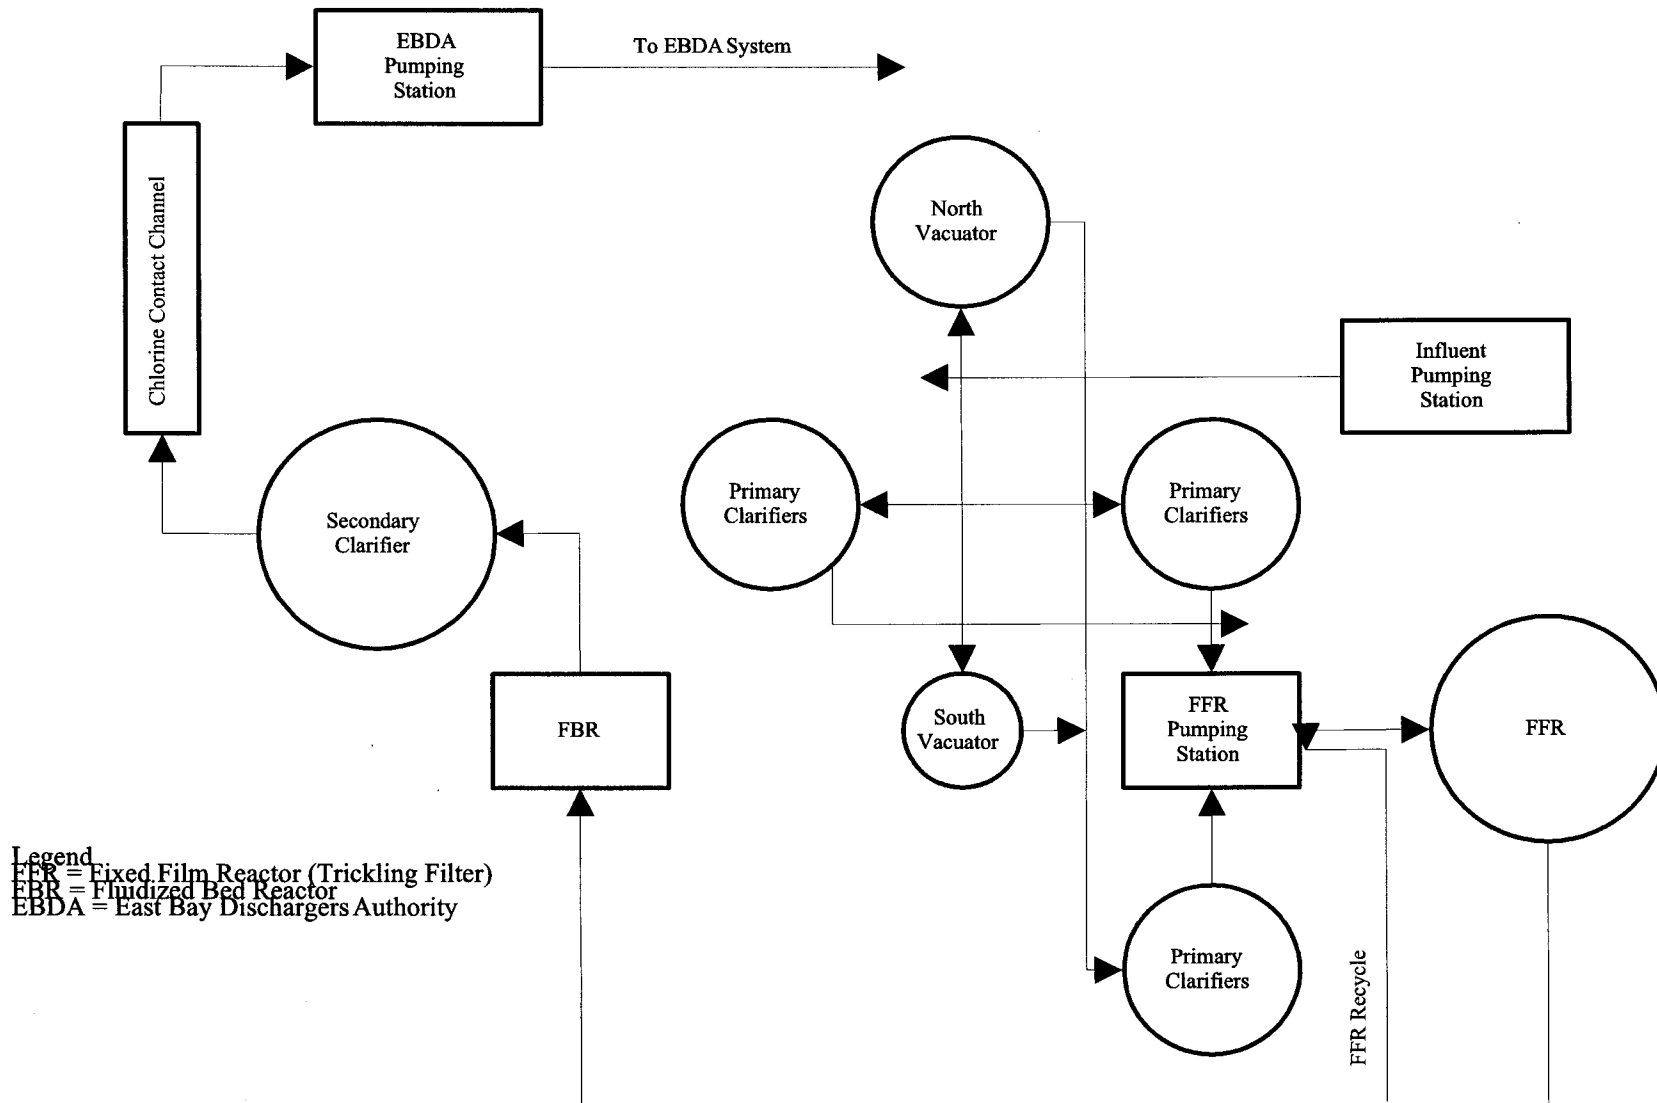 EBDA
Pumping
Station
To EBDA System
Chlorine Contact Channel
North
Vacuator
Influent
Pumping
Station
Primary
Clarifiers
Primary
Clarifiers
Secondary
Clarifier
FBR
South
Vacuator
FFR
Pumping
Station
FFR
Legend
FFR = Fixed Film Reactor (Trickling Filter)
FBR = Fluidized Bed Reactor
EBDA = East Bay Dischargers Authority
Primary
Clarifiers
FFR Recycle